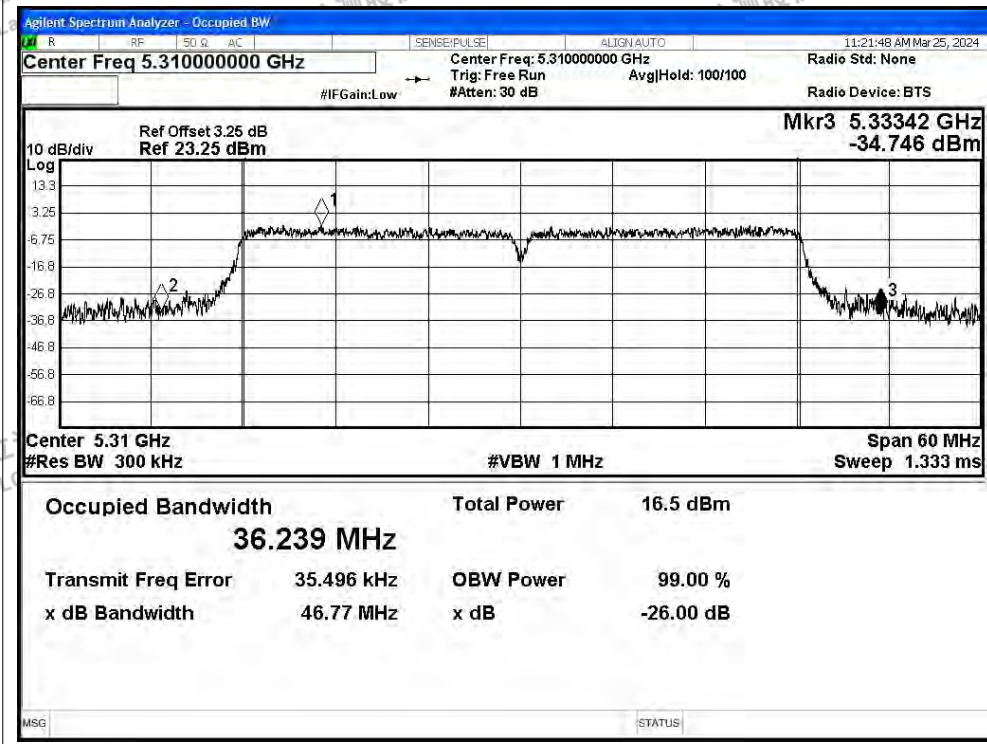 Agilent Spectrum Analyzer - Occupied BW
LXI R RF 50 Ω AC SENSE:PULSE ALIGN AUTO 11:21:48 AM Mar 25, 2024
Center Freq 5.310000000 GHz Center Freq: 5.310000000 GHz Radio Std: None
Trig: Free Run Avg|Hold: 100/100
#IFGain:Low #Atten: 30 dB Radio Device: BTS
Mkr3 5.33342 GHz
-34.746 dBm
Ref Offset 3.25 dB
10 dB/div Ref 23.25 dBm
Log
13.3
3.25
-6.75
-16.8
-26.8
-36.8
-46.8
-56.8
-66.8
1
2
3
Center 5.31 GHz Span 60 MHz
#Res BW 300 kHz #VBW 1 MHz Sweep 1.333 ms
Occupied Bandwidth Total Power 16.5 dBm
36.239 MHz
Transmit Freq Error 35.496 kHz OBW Power 99.00 %
x dB Bandwidth 46.77 MHz x dB -26.00 dB
MSG STATUS